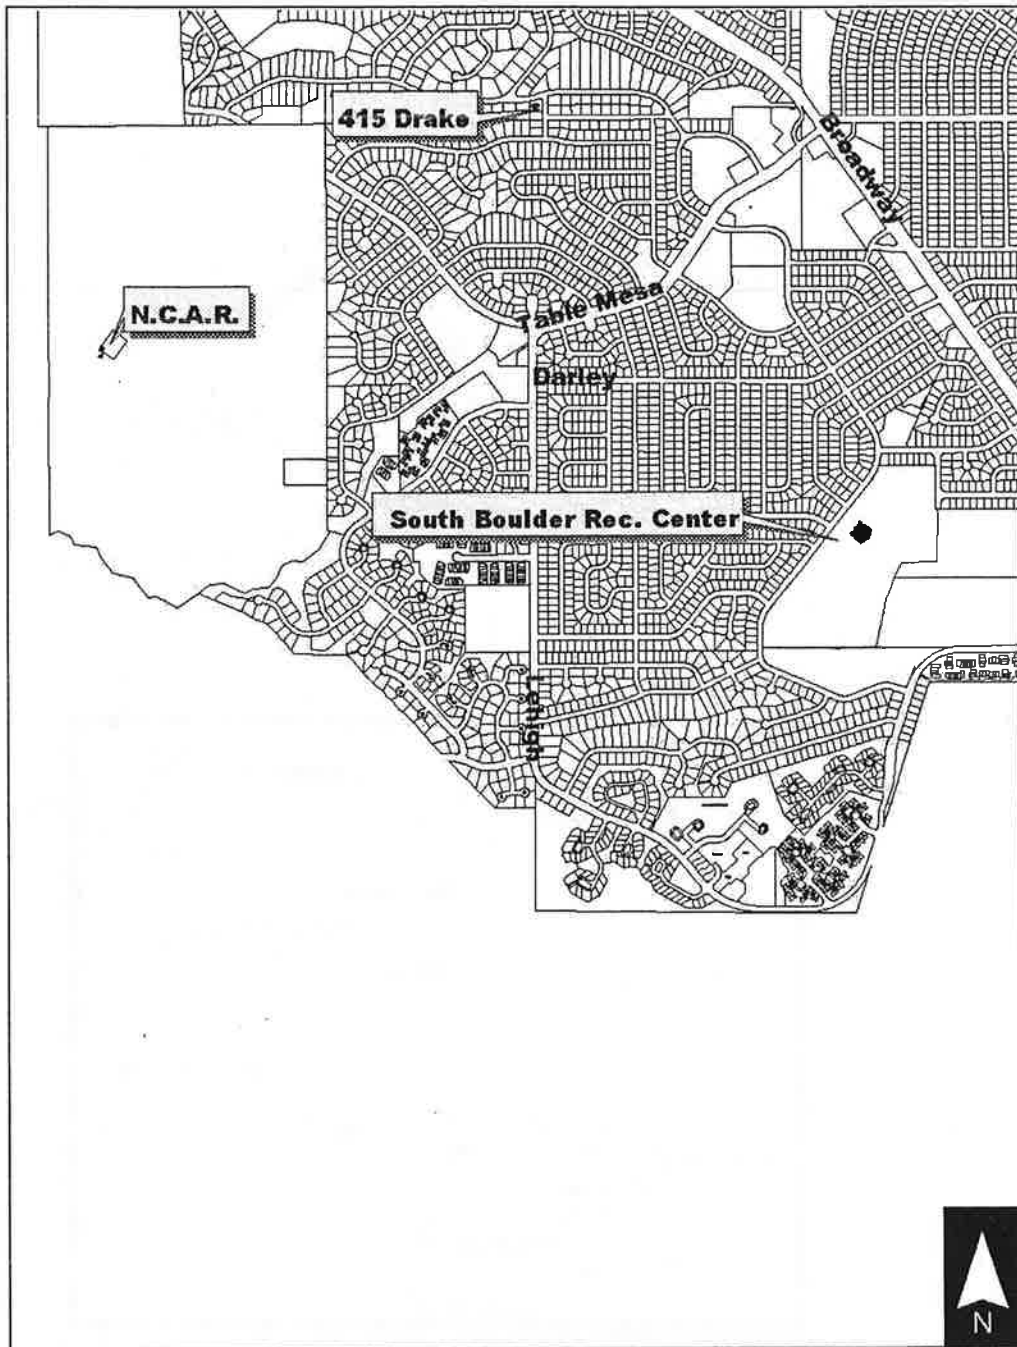 415 Drake
Broadway
N.C.A.R.
Table Mesa
Darley
South Boulder Rec. Center
Lehigh
N